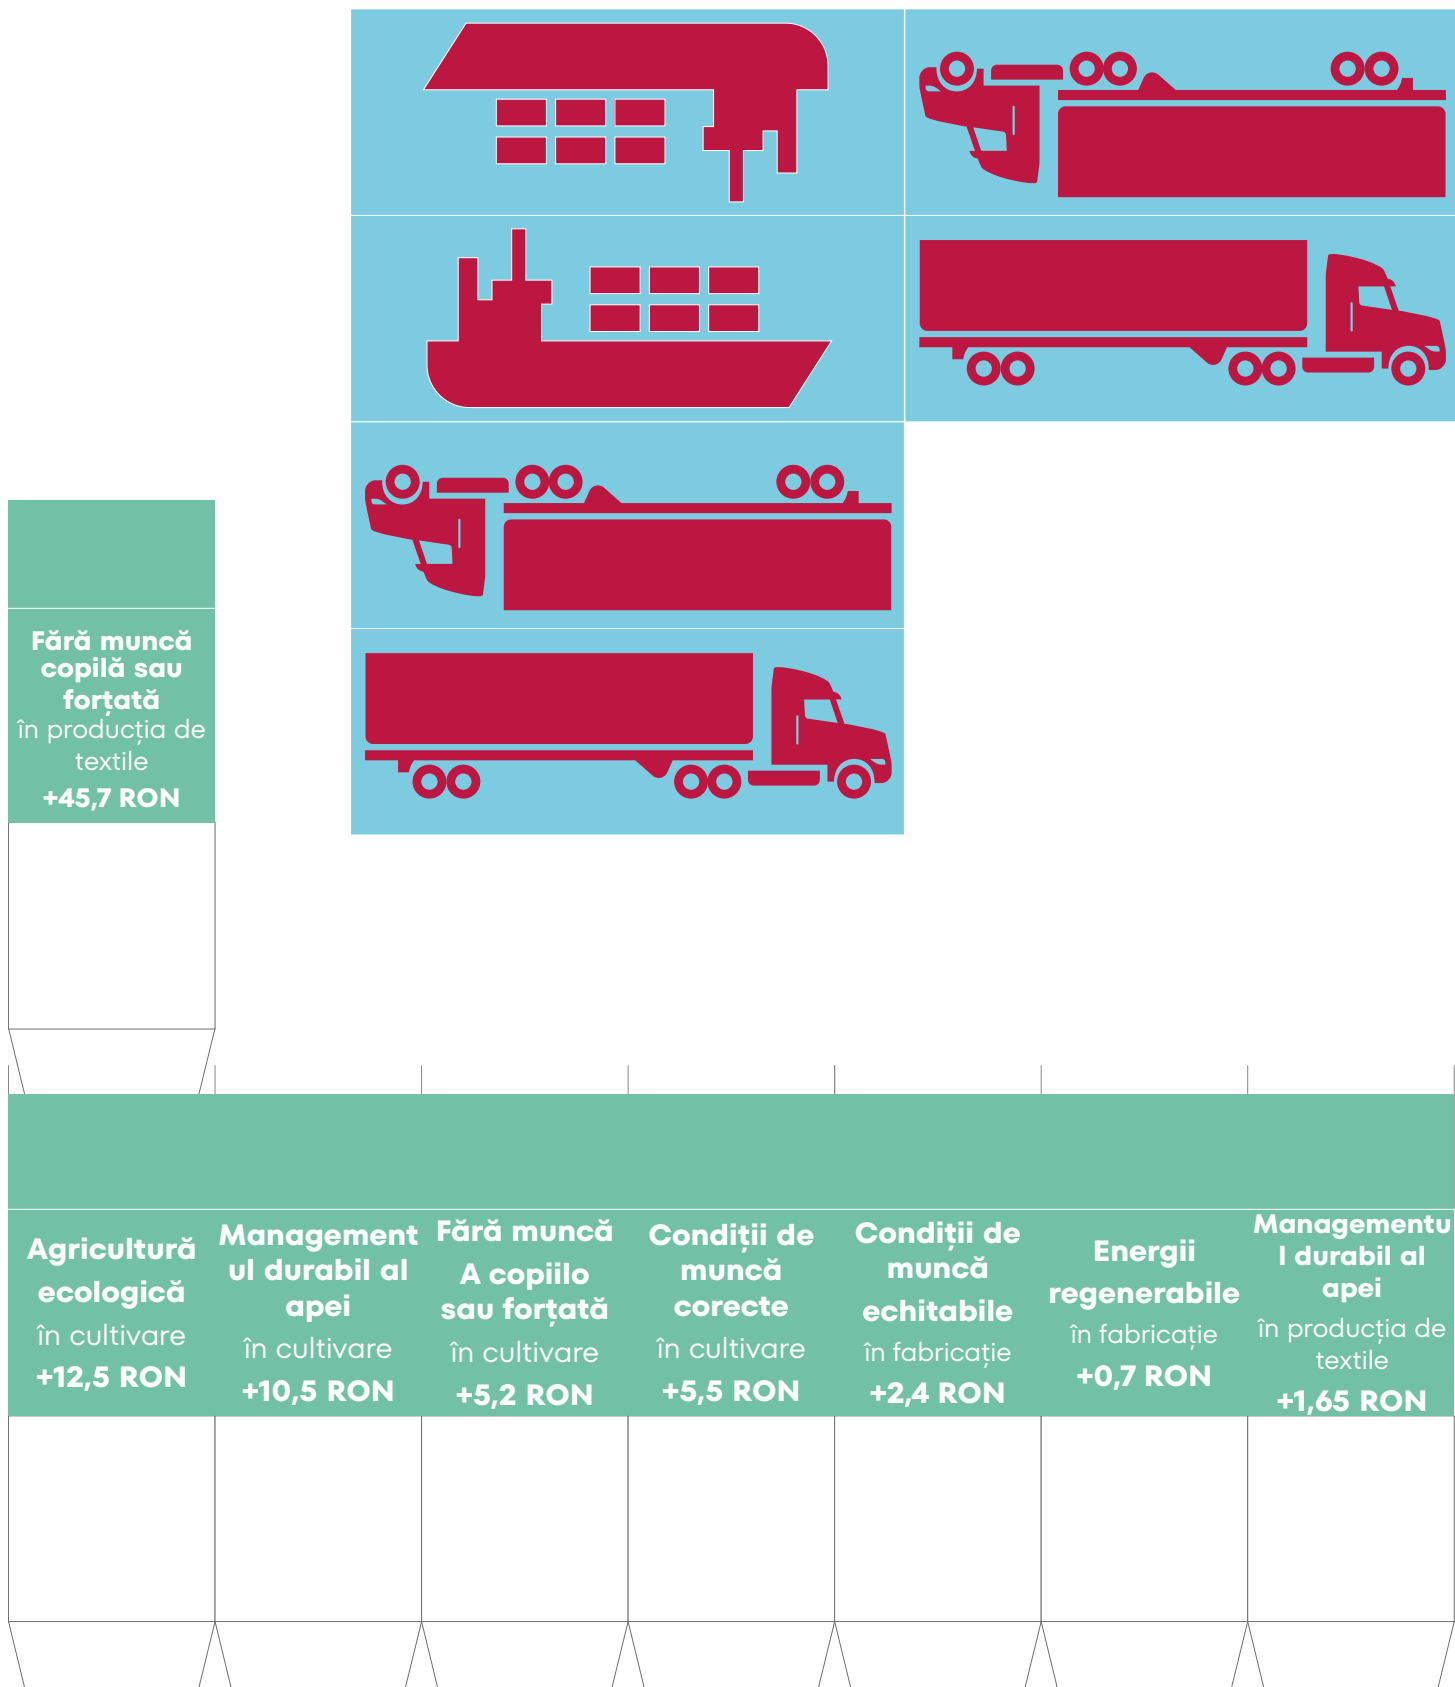 Fără muncă
copilă sau
forțată
în producția de
textile
+45,7 RON
Agricultură
ecologică
în cultivare
+12,5 RON
Management
ul durabil al
apei
în cultivare
+10,5 RON
Fără muncă
A copiilo
sau forțată
în cultivare
+5,2 RON
Condiții de
muncă
corecte
în cultivare
+5,5 RON
Condiții de
muncă
echitabile
în fabricație
+2,4 RON
Energii
regenerabile
în fabricație
+0,7 RON
Managementu
l durabil al
apei
în producția de
textile
+1,65 RON